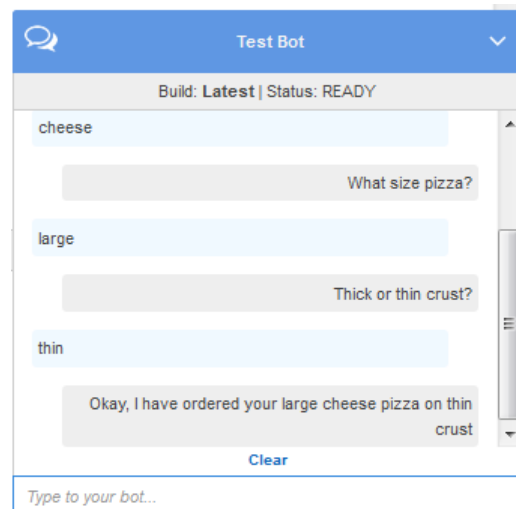 Test Bot
Build: Latest | Status: READY
cheese
What size pizza?
large
Thick or thin crust?
thin
Okay, I have ordered your large cheese pizza on thin
crust
Clear
Type to your bot...